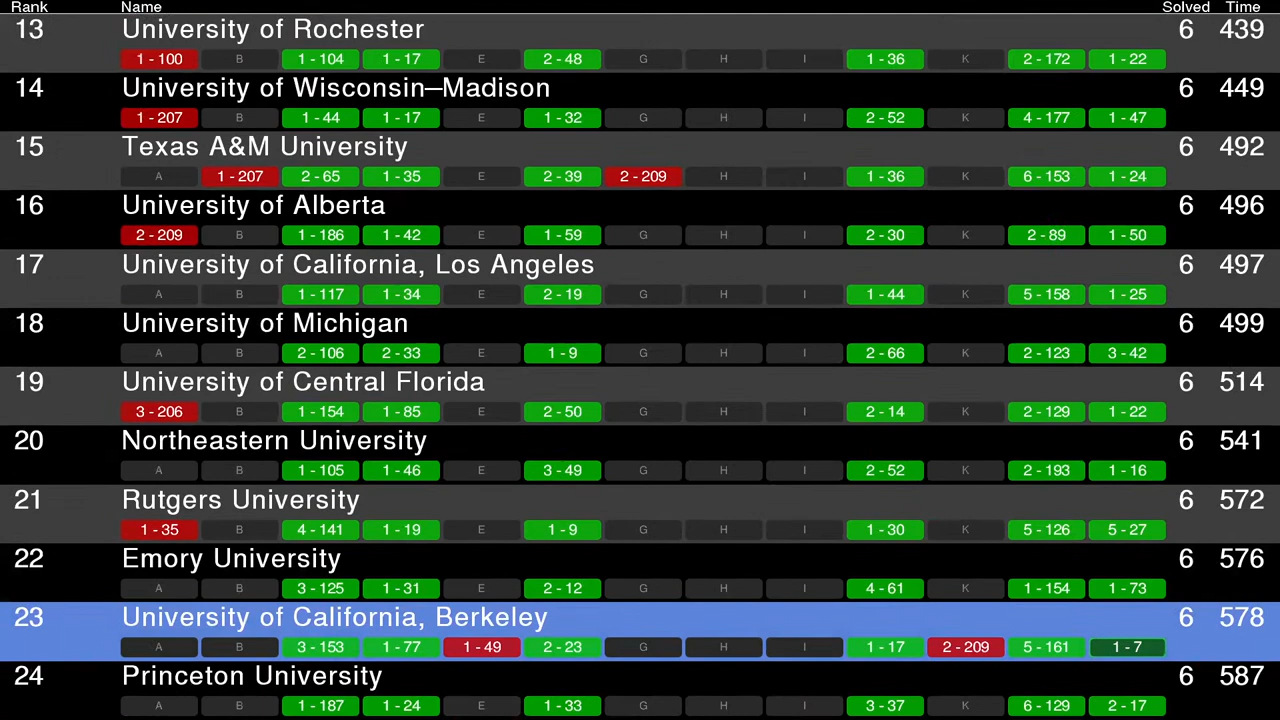 Rank Name Solved Time
13 University of Rochester 6 439
1 - 100 B 1 - 104 1 - 17 E 2 - 48 G H I 1 - 36 K 2 - 172 1 - 22
14 University of Wisconsin–Madison 6 449
1 - 207 B 1 - 44 1 - 17 E 1 - 32 G H I 2 - 52 K 4 - 177 1 - 47
15 Texas A&M University 6 492
A 1 - 207 2 - 65 1 - 35 E 2 - 39 2 - 209 H I 1 - 36 K 6 - 153 1 - 24
16 University of Alberta 6 496
2 - 209 B 1 - 186 1 - 42 E 1 - 59 G H I 2 - 30 K 2 - 89 1 - 50
17 University of California, Los Angeles 6 497
A B 1 - 117 1 - 34 E 2 - 19 G H I 1 - 44 K 5 - 158 1 - 25
18 University of Michigan 6 499
A B 2 - 106 2 - 33 E 1 - 9 G H I 2 - 66 K 2 - 123 3 - 42
19 University of Central Florida 6 514
3 - 206 B 1 - 154 1 - 85 E 2 - 50 G H I 2 - 14 K 2 - 129 1 - 22
20 Northeastern University 6 541
A B 1 - 105 1 - 46 E 3 - 49 G H I 2 - 52 K 2 - 193 1 - 16
21 Rutgers University 6 572
1 - 35 B 4 - 141 1 - 19 E 1 - 9 G H I 1 - 30 K 5 - 126 5 - 27
22 Emory University 6 576
A B 3 - 125 1 - 31 E 2 - 12 G H I 4 - 61 K 1 - 154 1 - 73
23 University of California, Berkeley 6 578
A B 3 - 153 1 - 77 1 - 49 2 - 23 G H I 1 - 17 2 - 209 5 - 161 1 - 7
24 Princeton University 6 587
A B 1 - 187 1 - 24 E 1 - 33 G H I 3 - 37 K 6 - 129 2 - 17